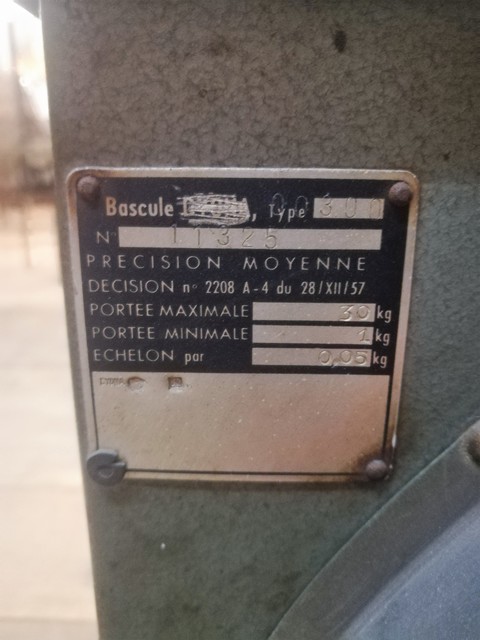 Bascule , Type
N° 11325
PRECISION MOYENNE
DECISION n° 2208 A-4 du 28/XII/57
PORTEE MAXIMALE 30 kg
PORTEE MINIMALE 1 kg
ECHELON par 0,05 kg